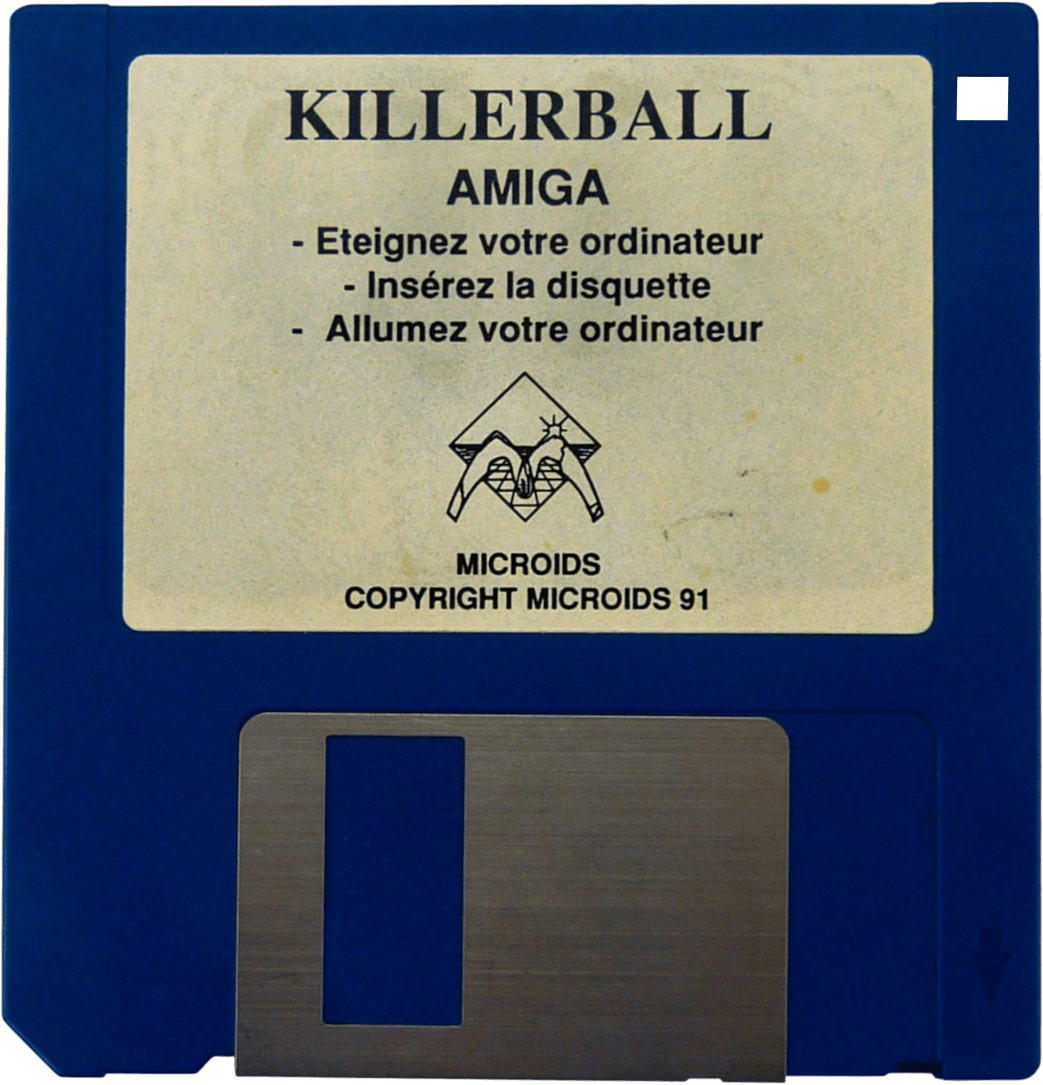 KILLERBALL
AMIGA
- Eteignez votre ordinateur
- Insérez la disquette
- Allumez votre ordinateur
MICROIDS
COPYRIGHT MICROIDS 91